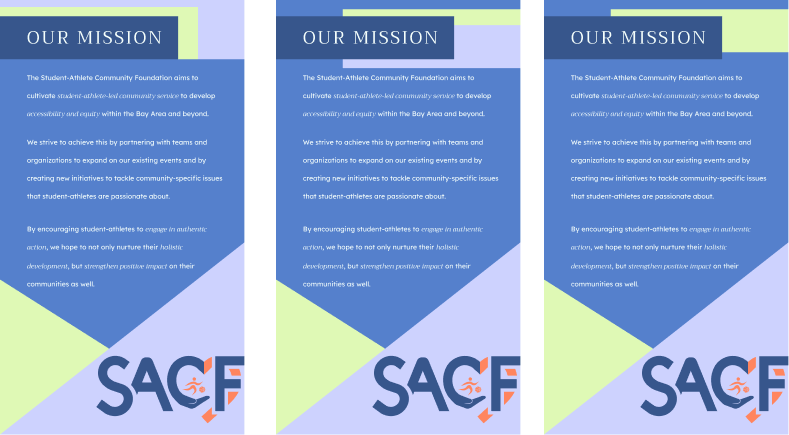 OUR MISSION
The Student-Athlete Community Foundation aims to
cultivate student-athlete-led community service to develop
accessibility and equity within the Bay Area and beyond.
We strive to achieve this by partnering with teams and
organizations to expand on our existing events and by
creating new initiatives to tackle community-specific issues
that student-athletes are passionate about.
By encouraging student-athletes to engage in authentic
action, we hope to not only nurture their holistic
development, but strengthen positive impact on their
communities as well.
SACF
OUR MISSION
The Student-Athlete Community Foundation aims to
cultivate student-athlete-led community service to develop
accessibility and equity within the Bay Area and beyond.
We strive to achieve this by partnering with teams and
organizations to expand on our existing events and by
creating new initiatives to tackle community-specific issues
that student-athletes are passionate about.
By encouraging student-athletes to engage in authentic
action, we hope to not only nurture their holistic
development, but strengthen positive impact on their
communities as well.
SACF
OUR MISSION
The Student-Athlete Community Foundation aims to
cultivate student-athlete-led community service to develop
accessibility and equity within the Bay Area and beyond.
We strive to achieve this by partnering with teams and
organizations to expand on our existing events and by
creating new initiatives to tackle community-specific issues
that student-athletes are passionate about.
By encouraging student-athletes to engage in authentic
action, we hope to not only nurture their holistic
development, but strengthen positive impact on their
communities as well.
SACF